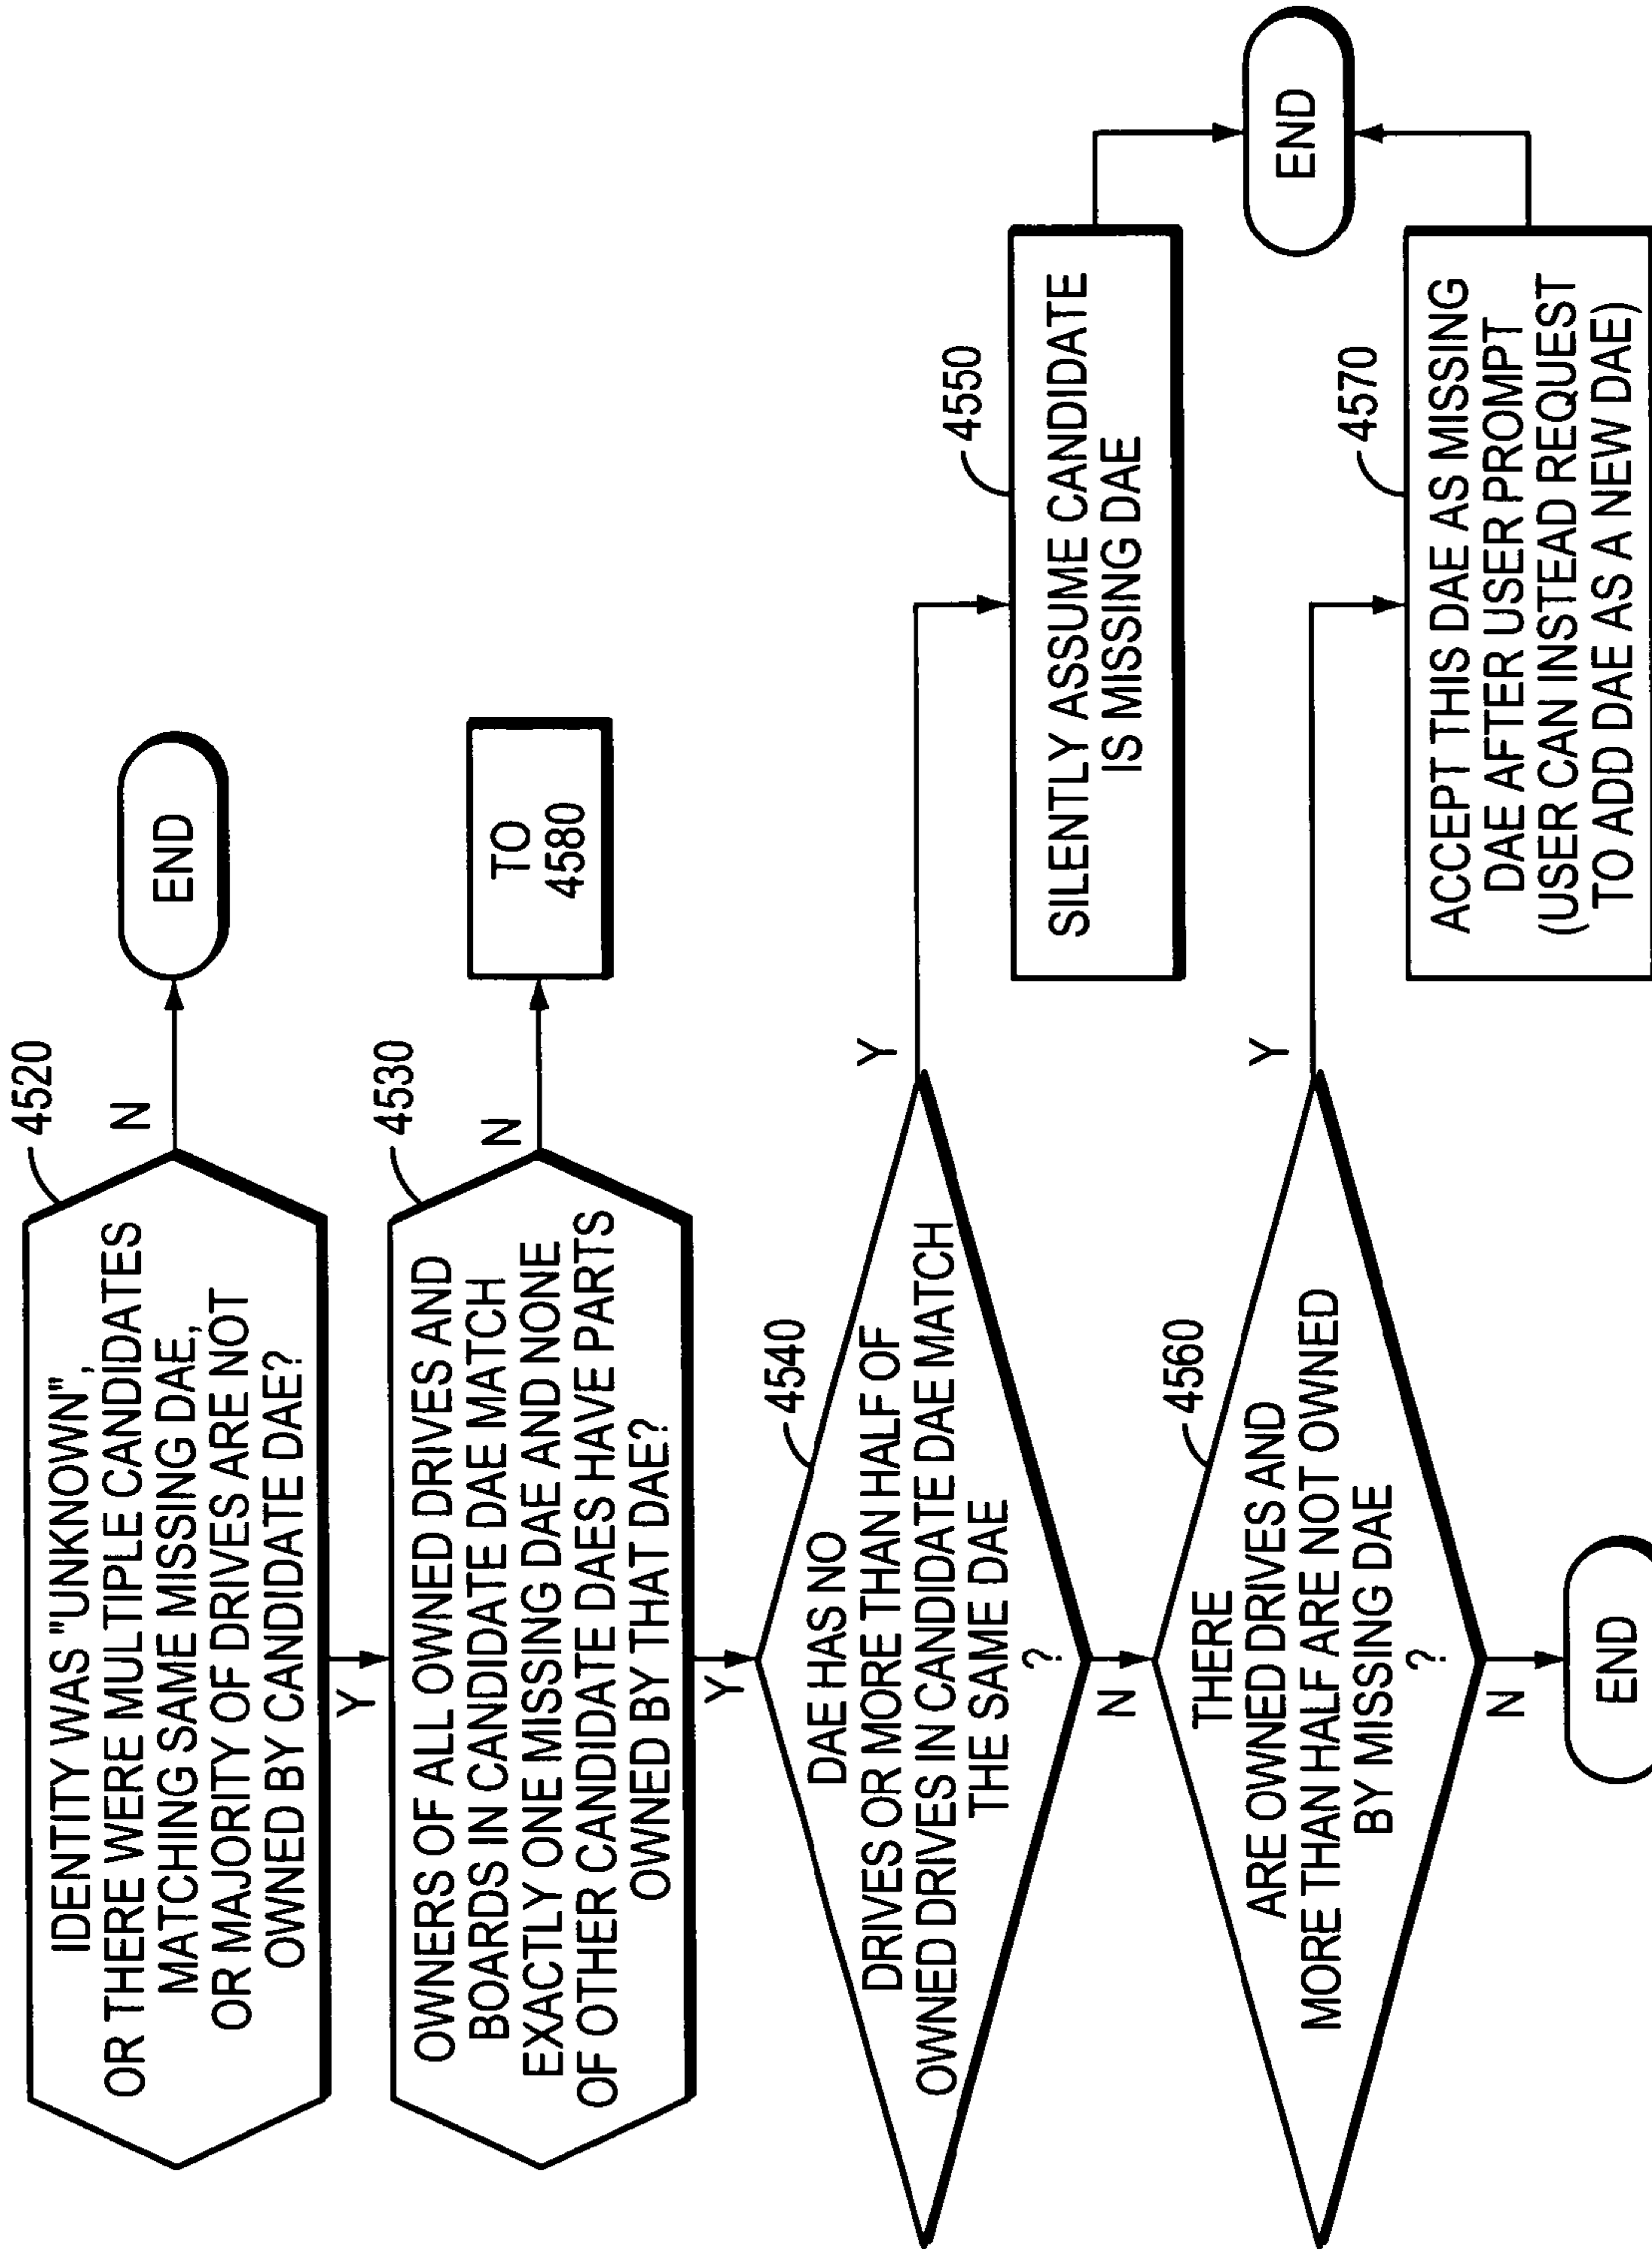 4520
IDENTITY WAS "UNKNOWN",
OR THERE WERE MULTIPLE CANDIDATES
MATCHING SAME MISSING DAE,
OR MAJORITY OF DRIVES ARE NOT
OWNED BY CANDIDATE DAE?
N
END
Y
4530
OWNERS OF ALL OWNED DRIVES AND
BOARDS IN CANDIDATE DAE MATCH
EXACTLY ONE MISSING DAE AND NONE
OF OTHER CANDIDATE DAES HAVE PARTS
OWNED BY THAT DAE?
N
TO
4580
Y
4540
DAE HAS NO
DRIVES OR MORE THAN HALF OF
OWNED DRIVES IN CANDIDATE DAE MATCH
THE SAME DAE
?
Y
4550
SILENTLY ASSUME CANDIDATE
IS MISSING DAE
END
N
4560
THERE
ARE OWNED DRIVES AND
MORE THAN HALF ARE NOT OWNED
BY MISSING DAE
?
Y
4570
ACCEPT THIS DAE AS MISSING
DAE AFTER USER PROMPT
(USER CAN INSTEAD REQUEST
TO ADD DAE AS A NEW DAE)
N
END